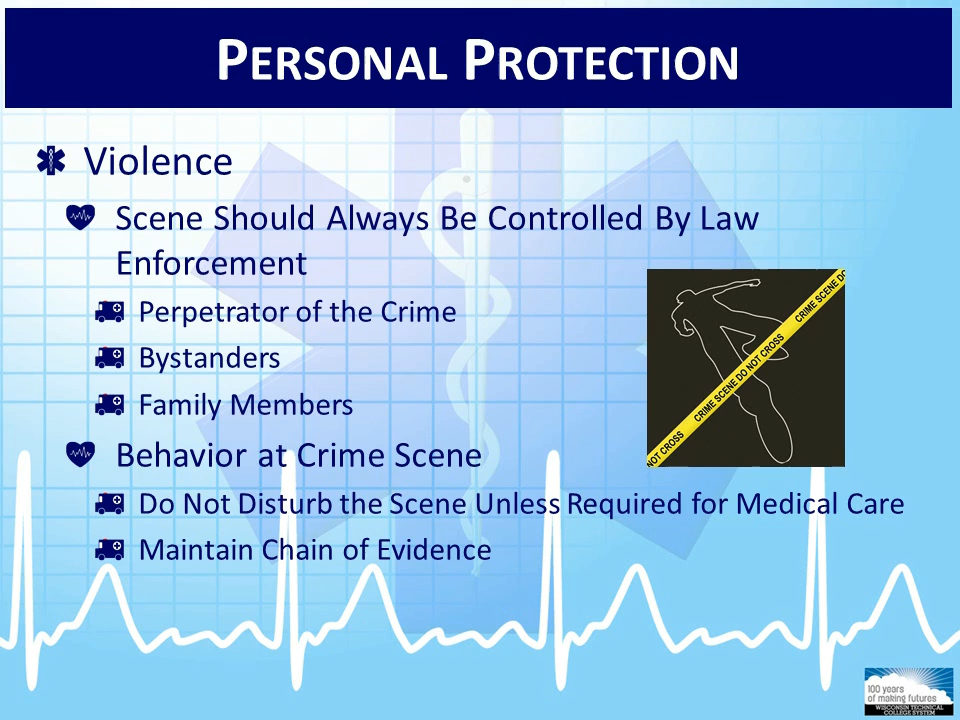 PERSONAL PROTECTION
Violence
Scene Should Always Be Controlled By Law
Enforcement
Perpetrator of the Crime
Bystanders
Family Members
Behavior at Crime Scene
Do Not Disturb the Scene Unless Required for Medical Care
Maintain Chain of Evidence
NOT CROSS CRIME SCENE DO NOT CROSS CRIME SCENE DO
100 years
of making futures
WISCONSIN TECHNICAL
COLLEGE SYSTEM